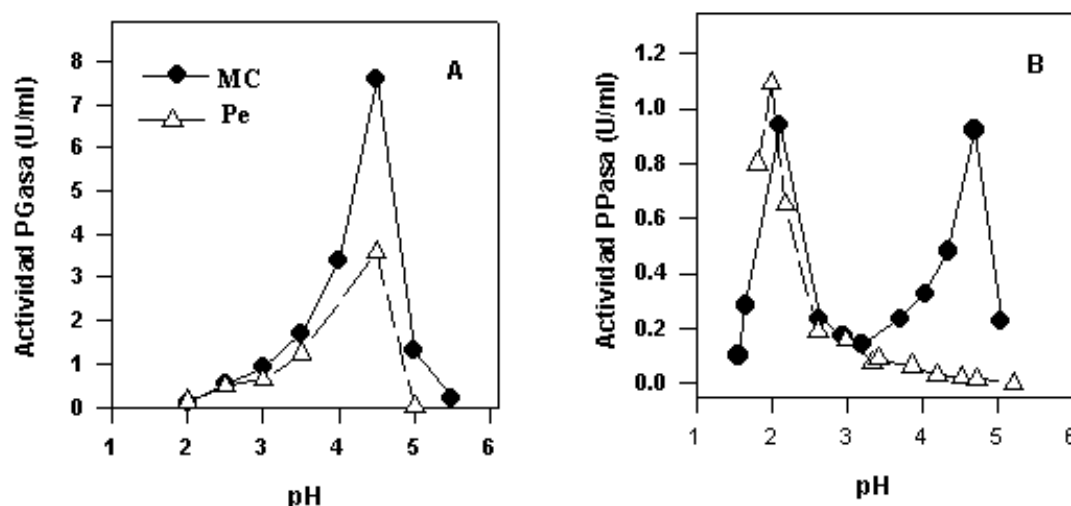 Actividad PGasa (U/ml)
8
7
6
5
4
3
2
1
0
MC
Pe
A
1 2 3 4 5 6
pH
Actividad PPasa (U/ml)
1.2
1.0
0.8
0.6
0.4
0.2
0.0
B
1 2 3 4 5 6
pH